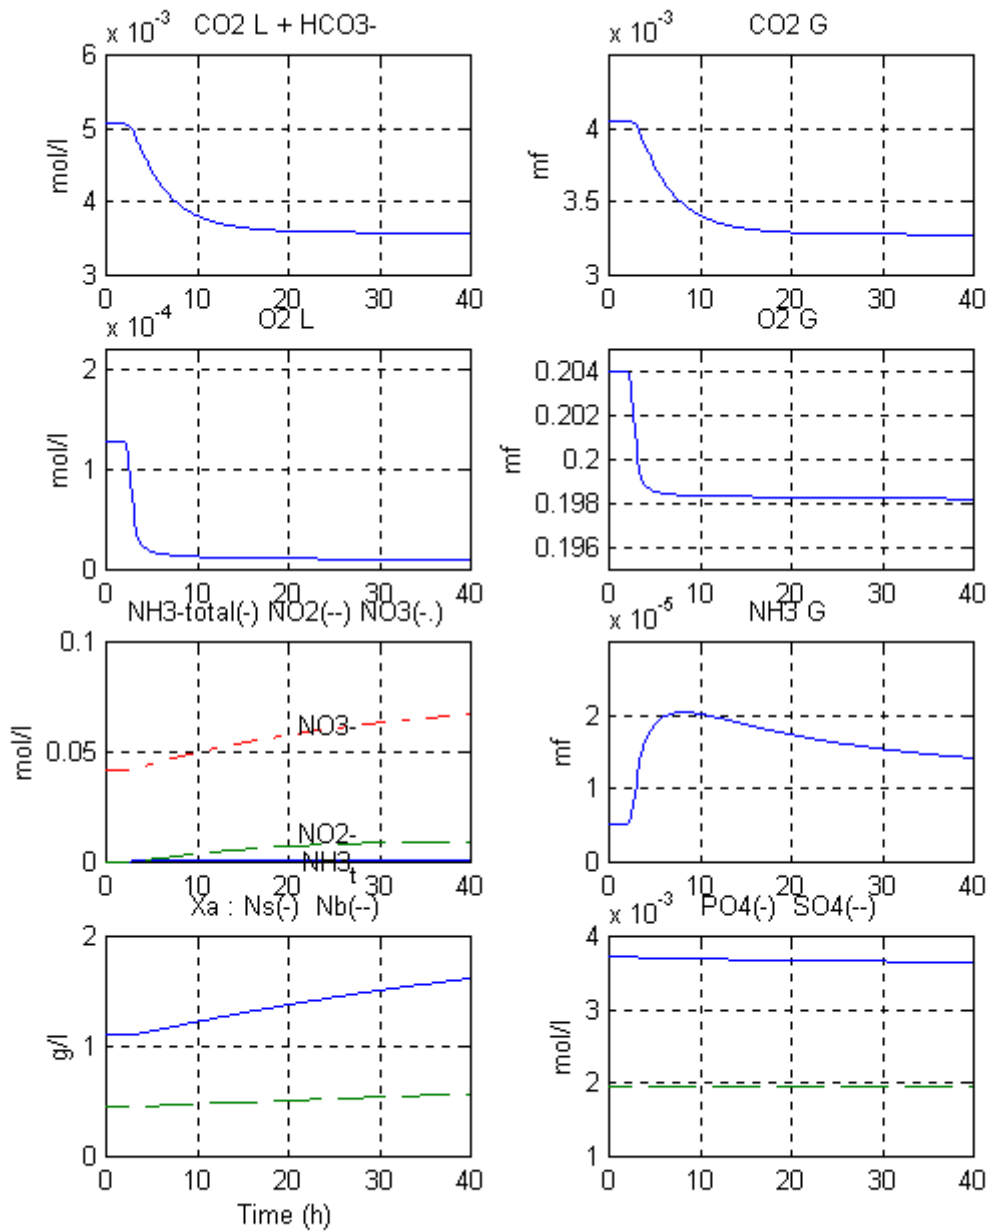 x 10-3 CO2 L + HCO3-
6
5
4
3
mol/l
0 10 20 30 40
x 10-3 CO2 G
4
3.5
3
mf
0 10 20 30 40
x 10-4 O2 L
2
1
0
mol/l
0 10 20 30 40
O2 G
0.204
0.202
0.2
0.198
0.196
mf
0 10 20 30 40
NH3-total(-) NO2(--) NO3(-.)
0.1
0.05
0
mol/l
NO3-
NO2-
NH3t
0 10 20 30 40
x 10-5 NH3 G
2
1
0
mf
0 10 20 30 40
Xa : Ns(-) Nb(--)
2
1
0
g/l
0 10 20 30 40
Time (h)
x 10-3 PO4(-) SO4(--)
4
3
2
1
mol/l
0 10 20 30 40